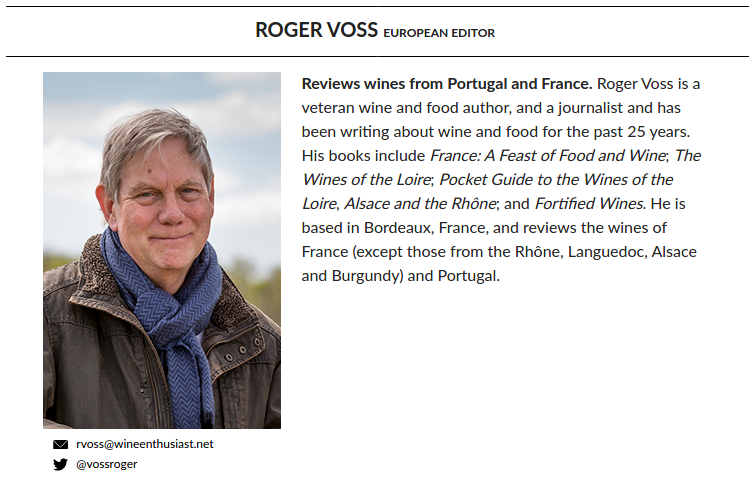 ROGER VOSS EUROPEAN EDITOR
Reviews wines from Portugal and France. Roger Voss is a
veteran wine and food author, and a journalist and has
been writing about wine and food for the past 25 years.
His books include France: A Feast of Food and Wine; The
Wines of the Loire; Pocket Guide to the Wines of the
Loire, Alsace and the Rhône; and Fortified Wines. He is
based in Bordeaux, France, and reviews the wines of
France (except those from the Rhône, Languedoc, Alsace
and Burgundy) and Portugal.
rvoss@wineenthusiast.net
@vossroger